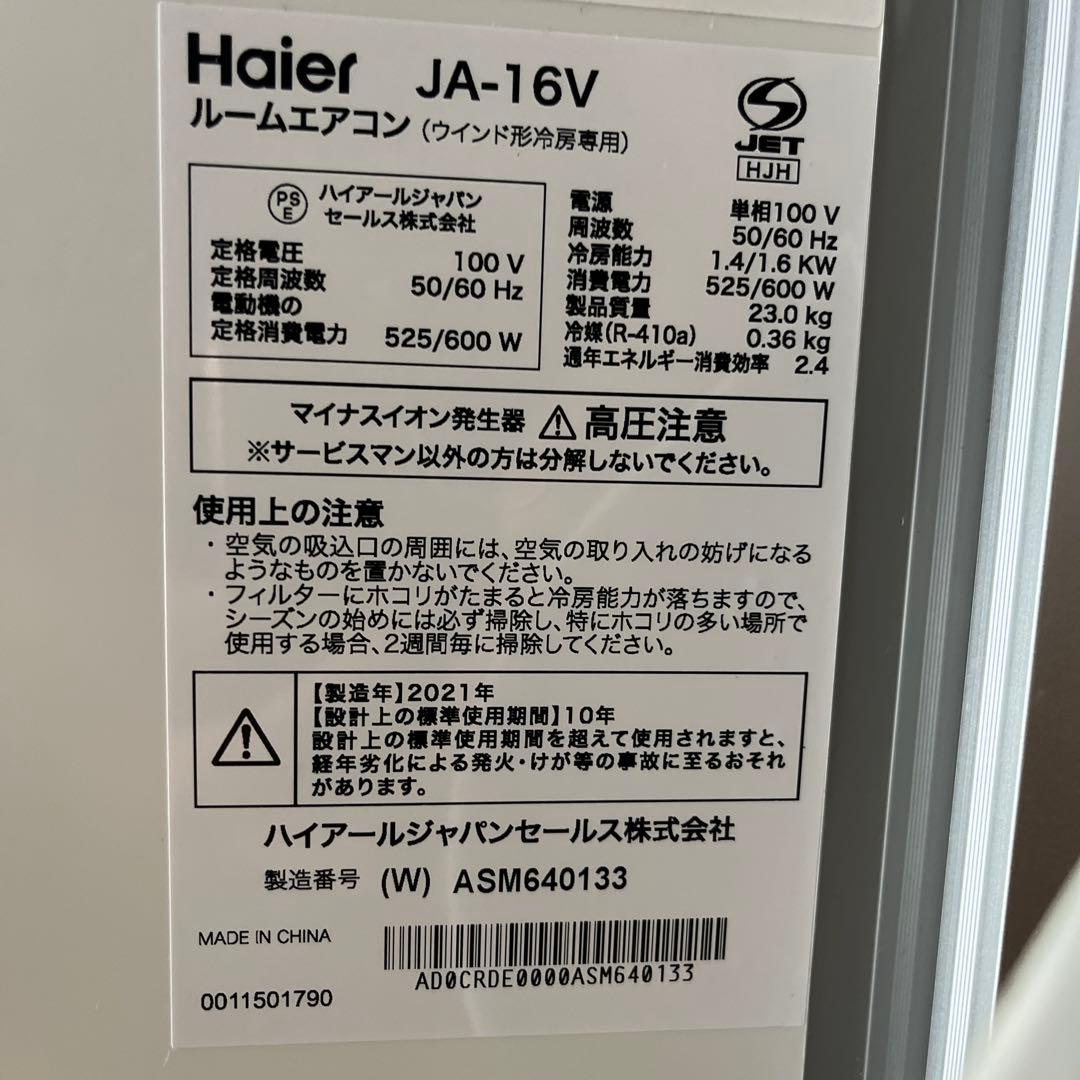 Haier JA-16V
ルームエアコン (ウインド形冷房専用)
JET
HJH
PSE ハイアールジャパン
セールス株式会社
定格電圧 100 V
定格周波数 50/60 Hz
電動機の
定格消費電力 525/600 W
電源 単相100 V
周波数 50/60 Hz
冷房能力 1.4/1.6 KW
消費電力 525/600 W
製品質量 23.0 kg
冷媒(R-410a) 0.36 kg
通年エネルギー消費効率 2.4
マイナスイオン発生器 ⚠ 高圧注意
※サービスマン以外の方は分解しないでください。
使用上の注意
・空気の吸込口の周囲には、空気の取り入れの妨げになる
ようなものを置かないでください。
・フィルターにホコリがたまると冷房能力が落ちますので、
シーズンの始めには必ず掃除し、特にホコリの多い場所で
使用する場合、2週間毎に掃除してください。
【製造年】2021年
【設計上の標準使用期間】10年
設計上の標準使用期間を超えて使用されますと、
経年劣化による発火・けが等の事故に至るおそれ
があります。
ハイアールジャパンセールス株式会社
製造番号 (W) ASM640133
MADE IN CHINA
AD0CRDE0000ASM640133
0011501790